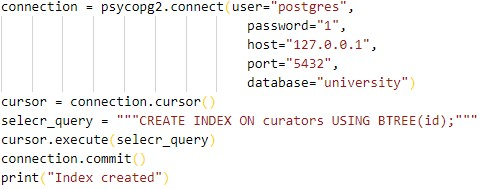 connection = psycopg2.connect(user="postgres",
password="1",
host="127.0.0.1",
port="5432",
database="university")
cursor = connection.cursor()
selecr_query = """CREATE INDEX ON curators USING BTREE(id);"""
cursor.execute(selecr_query)
connection.commit()
print("Index created")